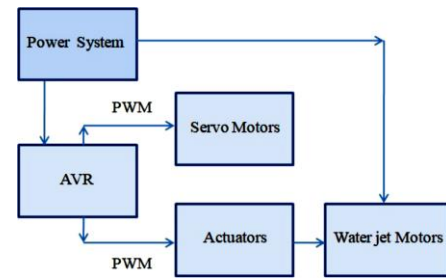 Power System
PWM
Servo Motors
AVR
Actuators
Water jet Motors
PWM